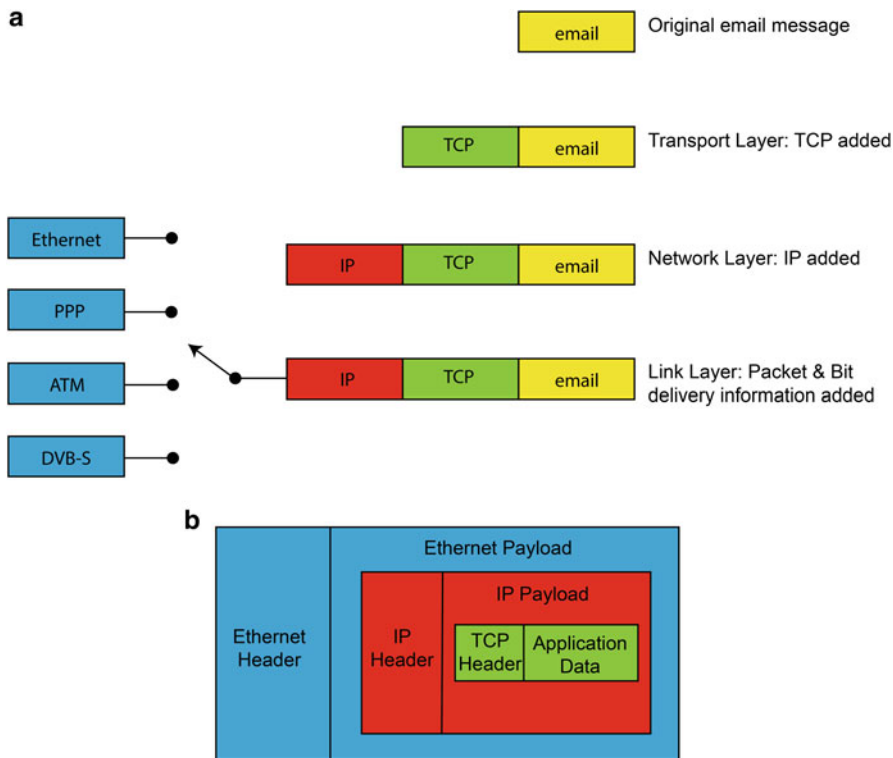 a
email
Original email message
TCP
email
Transport Layer: TCP added
Ethernet
IP
TCP
email
Network Layer: IP added
PPP
ATM
IP
TCP
email
Link Layer: Packet & Bit
delivery information added
DVB-S
b
Ethernet Payload
IP Payload
Ethernet
Header
IP
Header
TCP
Header
Application
Data